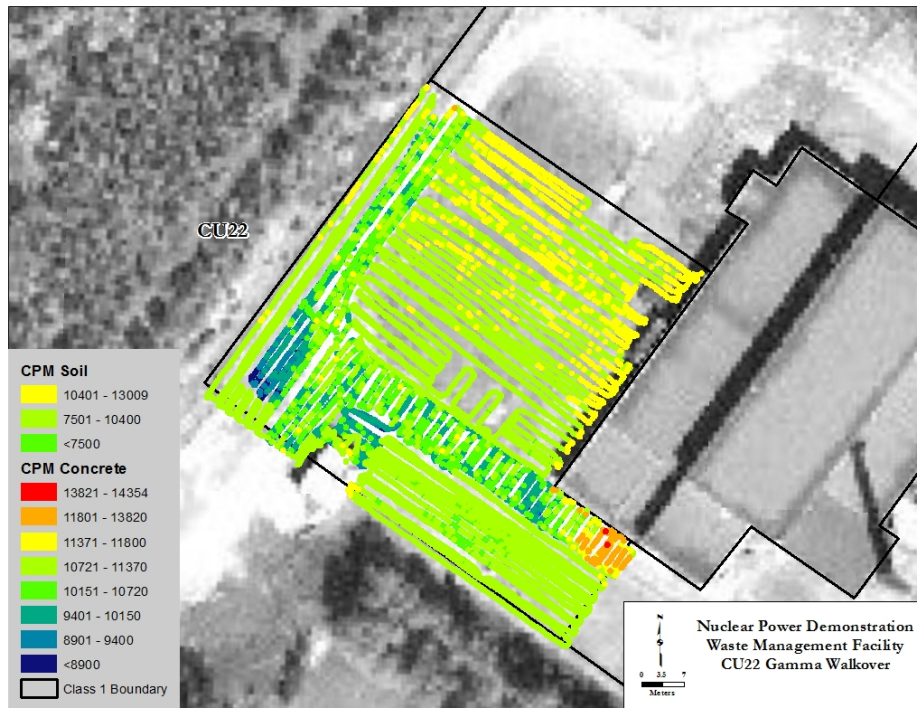 CU22
CPM Soil
10401 - 13009
7501 - 10400
<7500
CPM Concrete
13821 - 14354
11801 - 13820
11371 - 11800
10721 - 11370
10151 - 10720
9401 - 10150
8901 - 9400
<8900
Class 1 Boundary
N
0 3.5 7
Meters
Nuclear Power Demonstration
Waste Management Facility
CU22 Gamma Walkover